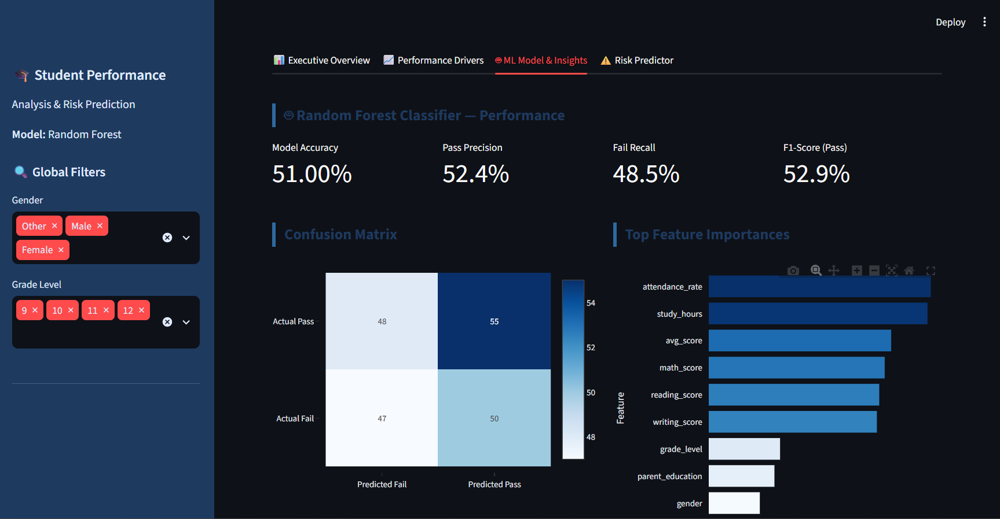 Deploy
Executive Overview
Performance Drivers
ML Model & Insights
Risk Predictor
Student Performance
Analysis & Risk Prediction
Model: Random Forest
Global Filters
Gender
Other
Male
Female
Grade Level
9
10
11
12
Random Forest Classifier — Performance
Model Accuracy
51.00%
Pass Precision
52.4%
Fail Recall
48.5%
F1-Score (Pass)
52.9%
Confusion Matrix
Actual Pass
48
55
Actual Fail
47
50
Predicted Fail
Predicted Pass
54
52
50
48
Top Feature Importances
Feature
attendance_rate
study_hours
avg_score
math_score
reading_score
writing_score
grade_level
parent_education
gender